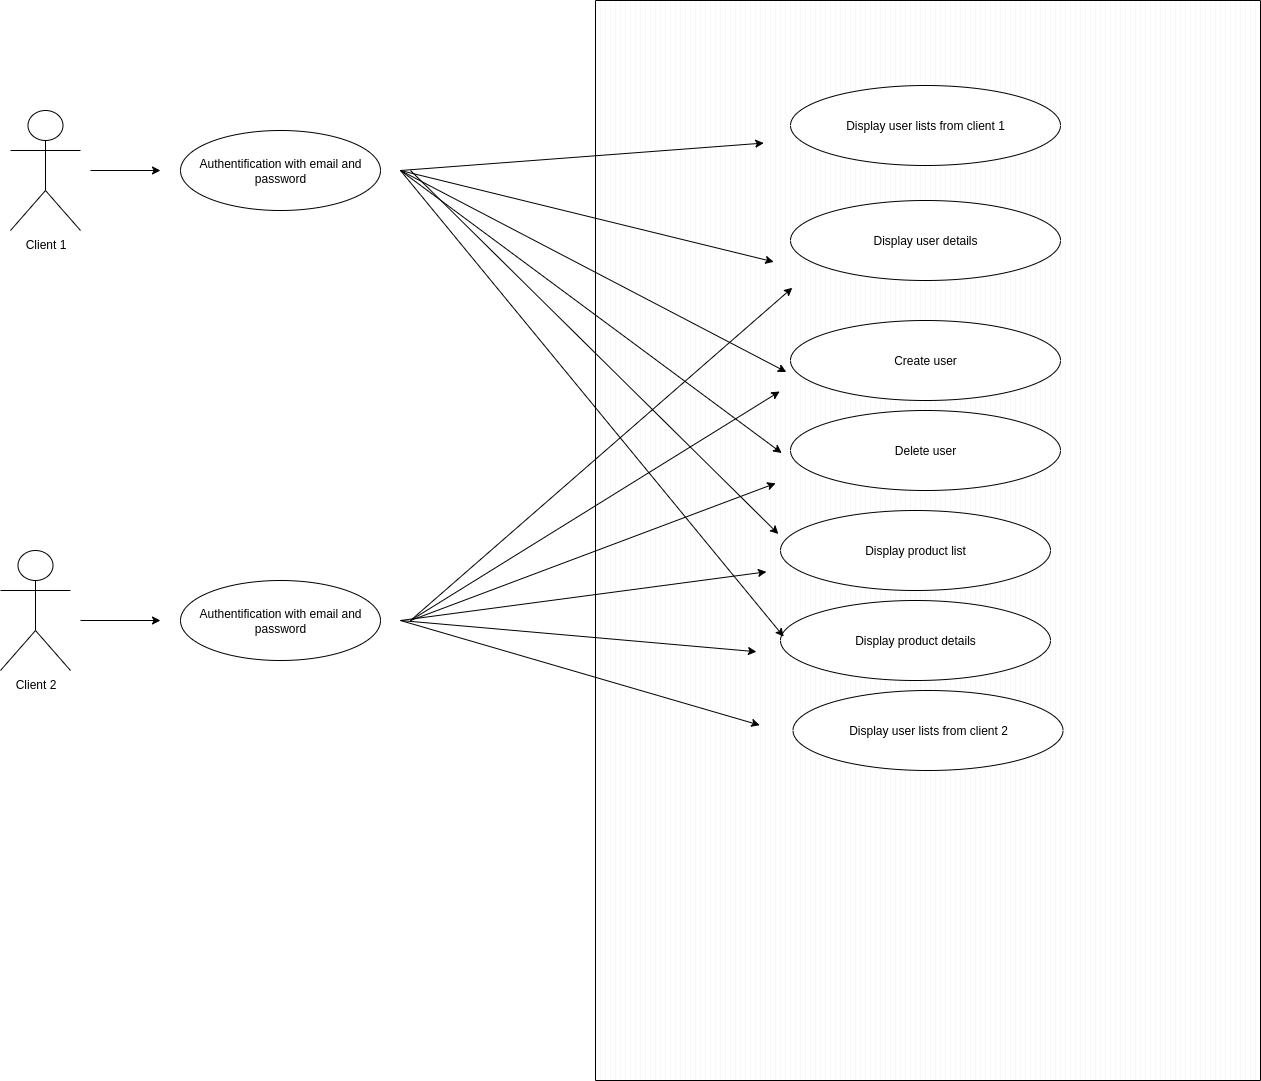 Display user lists from client 1
Authentification with email and
password
Client 1
Display user details
Create user
Delete user
Display product list
Authentification with email and
password
Display product details
Client 2
Display user lists from client 2